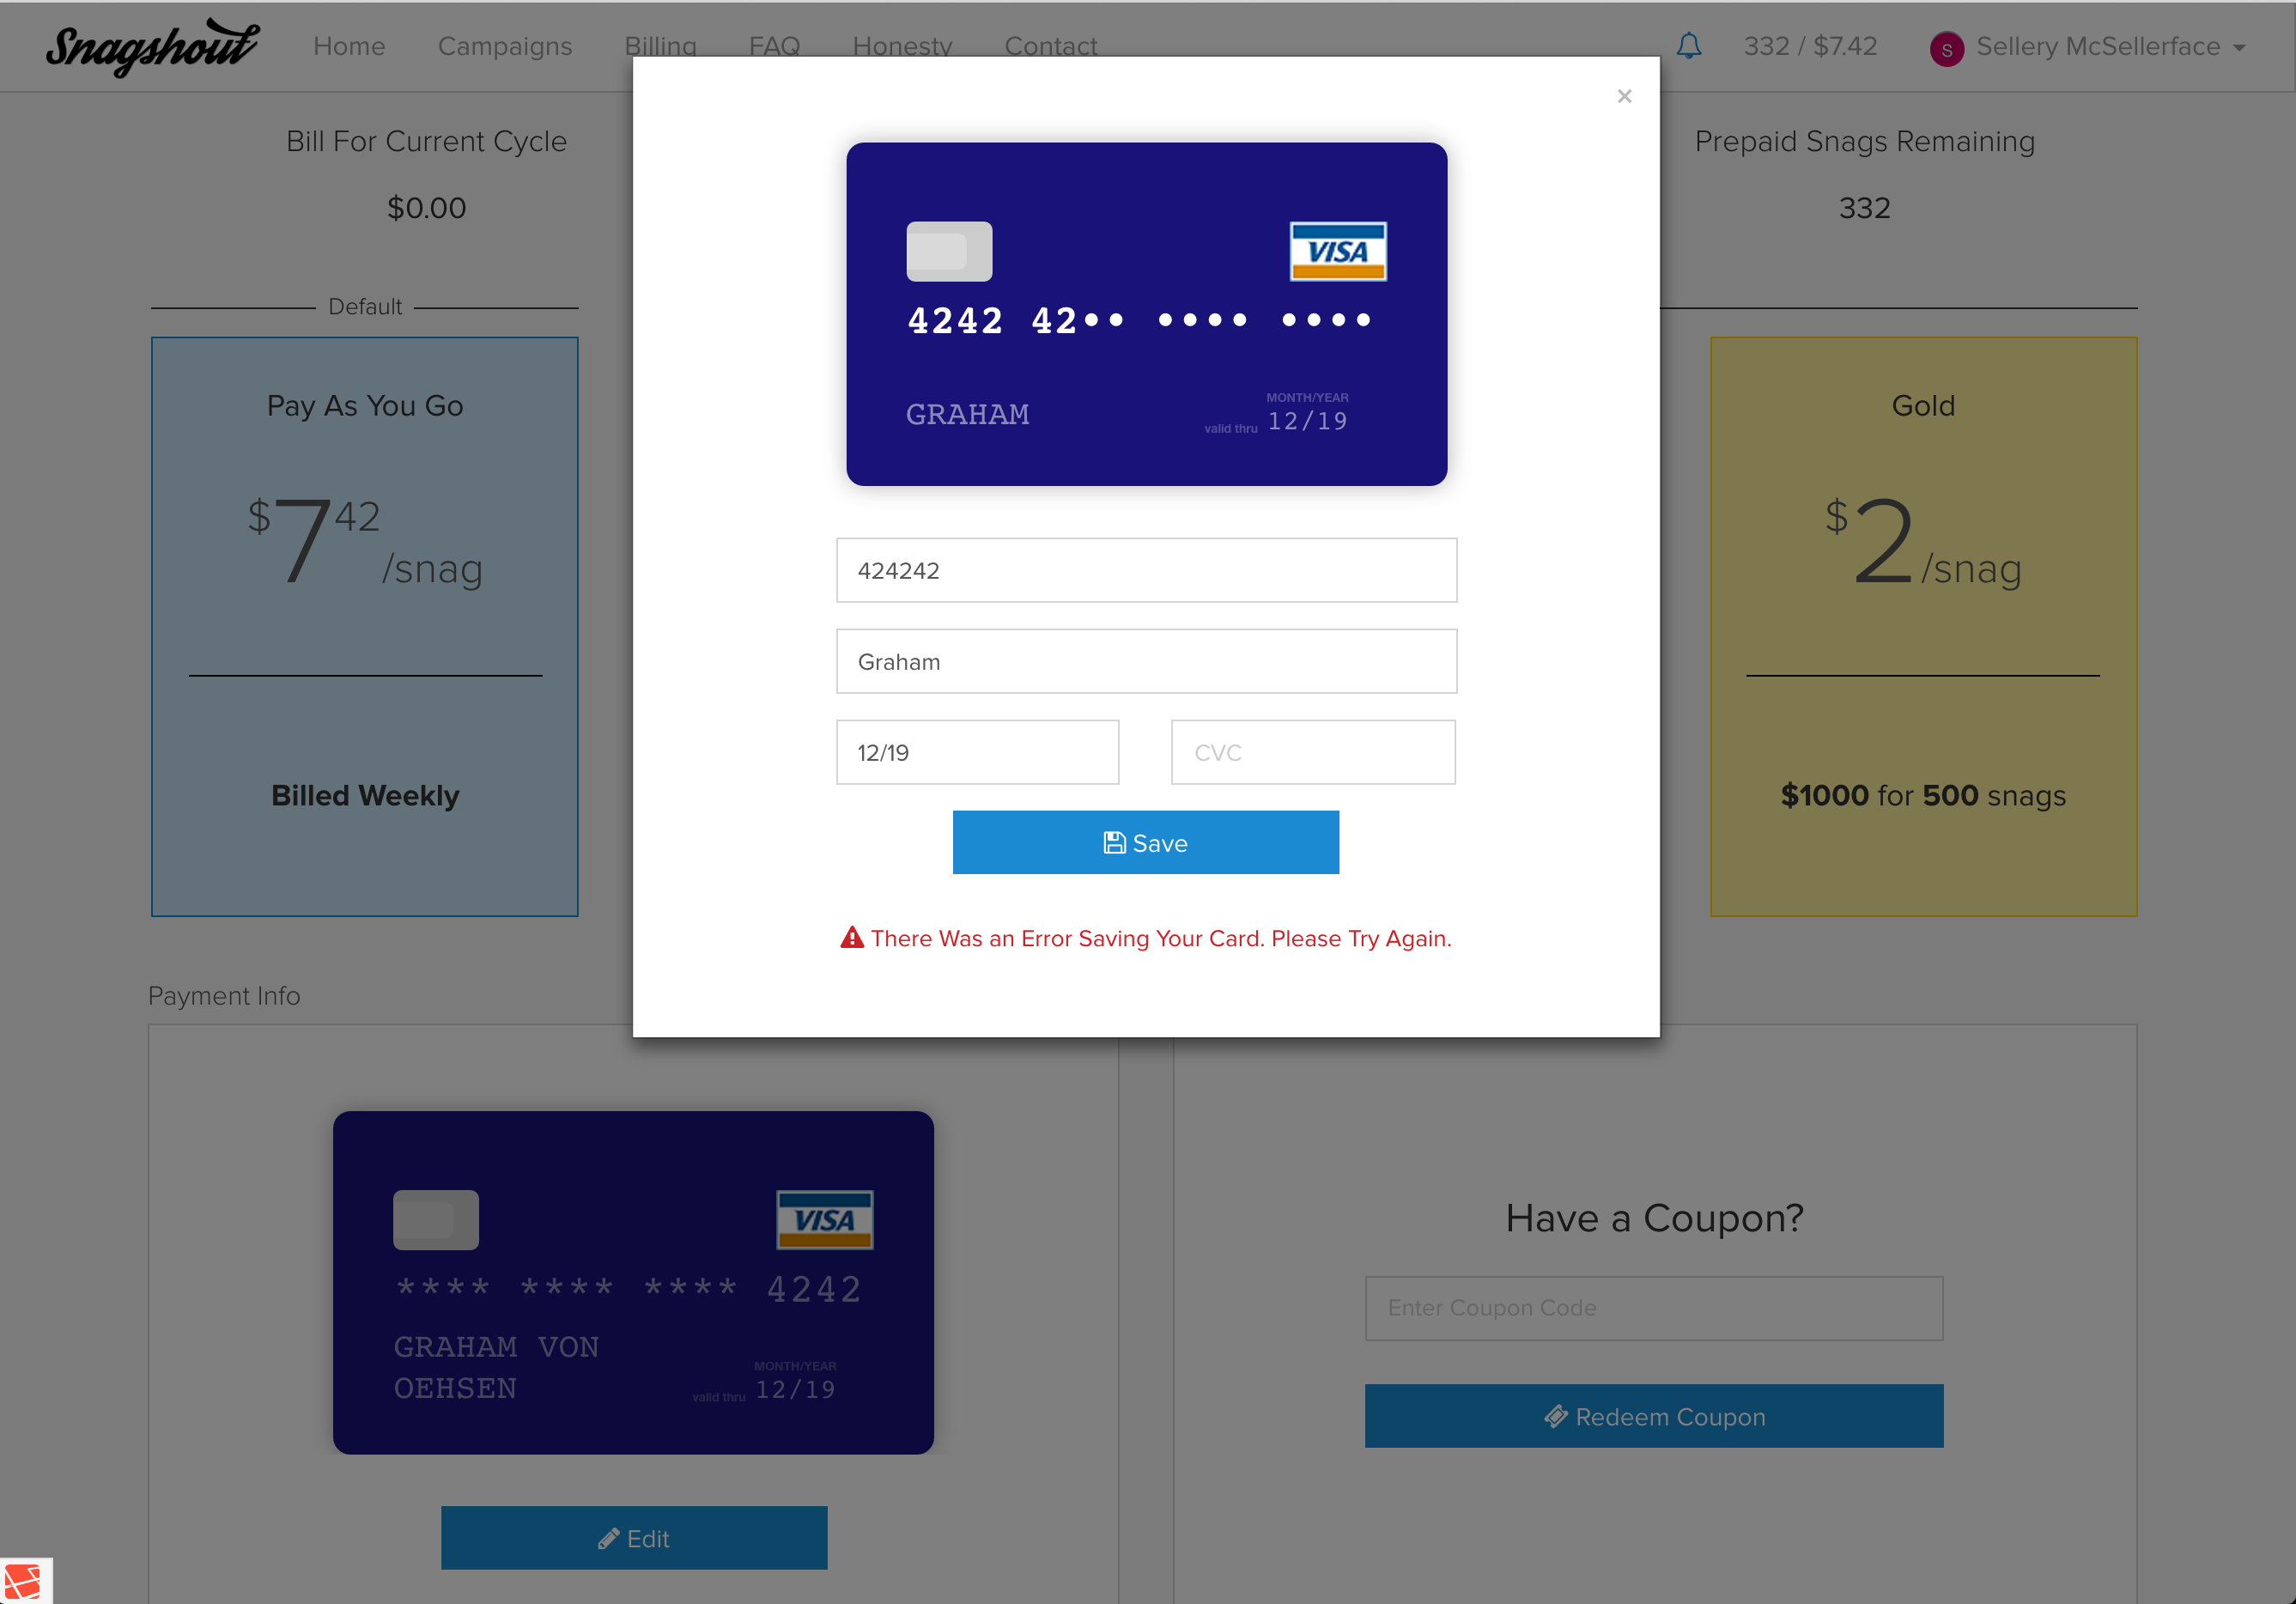 Snagshout Home Campaigns Billing FAQ Honesty Contact 332 / $7.42 S Sellery McSellerface
×
Bill For Current Cycle
$0.00
Prepaid Snags Remaining
332
Default
Pay As You Go
$7 42 /snag
Billed Weekly
Gold
$2 /snag
$1000 for 500 snags
VISA
4242 42•• •••• ••••
GRAHAM
MONTH/YEAR
valid thru 12/19
424242
Graham
12/19 CVC
Save
There Was an Error Saving Your Card. Please Try Again.
Payment Info
VISA
**** **** **** 4242
GRAHAM VON
OEHSEN
MONTH/YEAR
valid thru 12/19
Edit
Have a Coupon?
Enter Coupon Code
Redeem Coupon